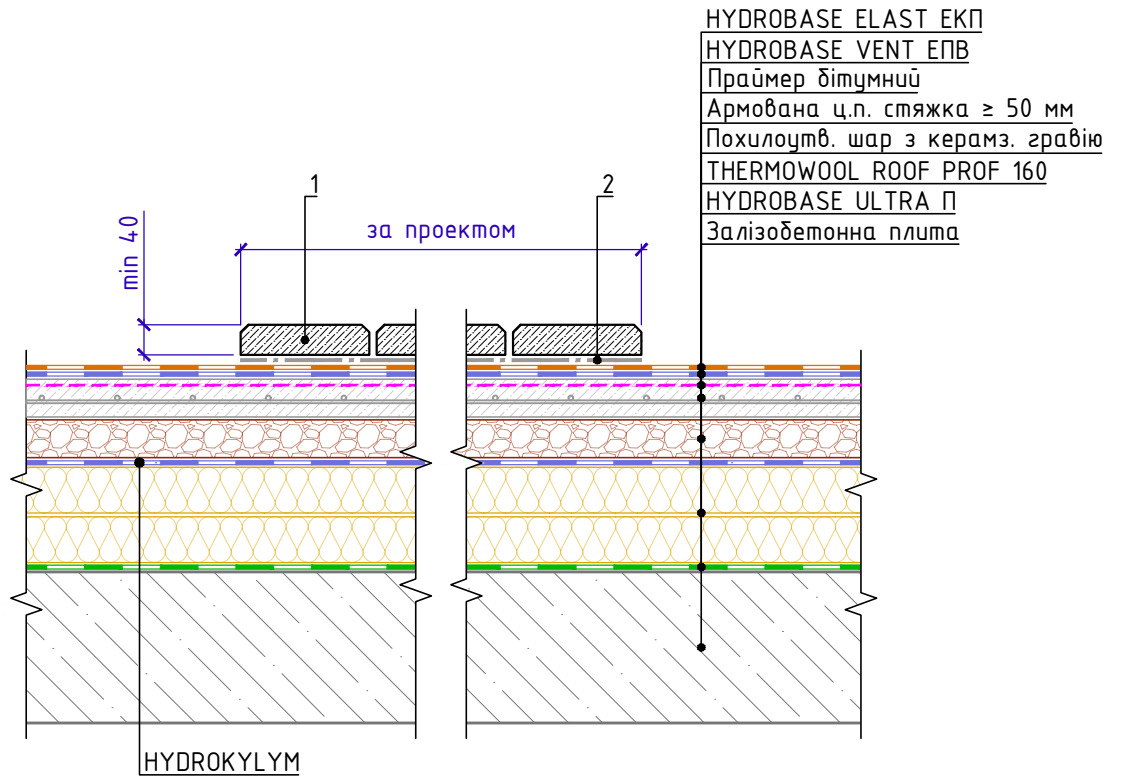 HYDROBASE ELAST ЕКП
HYDROBASE VENT ЕПВ
Праймер бітумний
Армована ц.п. стяжка ≥ 50 мм
Похилоутв. шар з керамз. гравію
THERMOWOOL ROOF PROF 160
HYDROBASE ULTRA П
Залізобетонна плита
1
2
за проектом
min 40
HYDROKYLYM